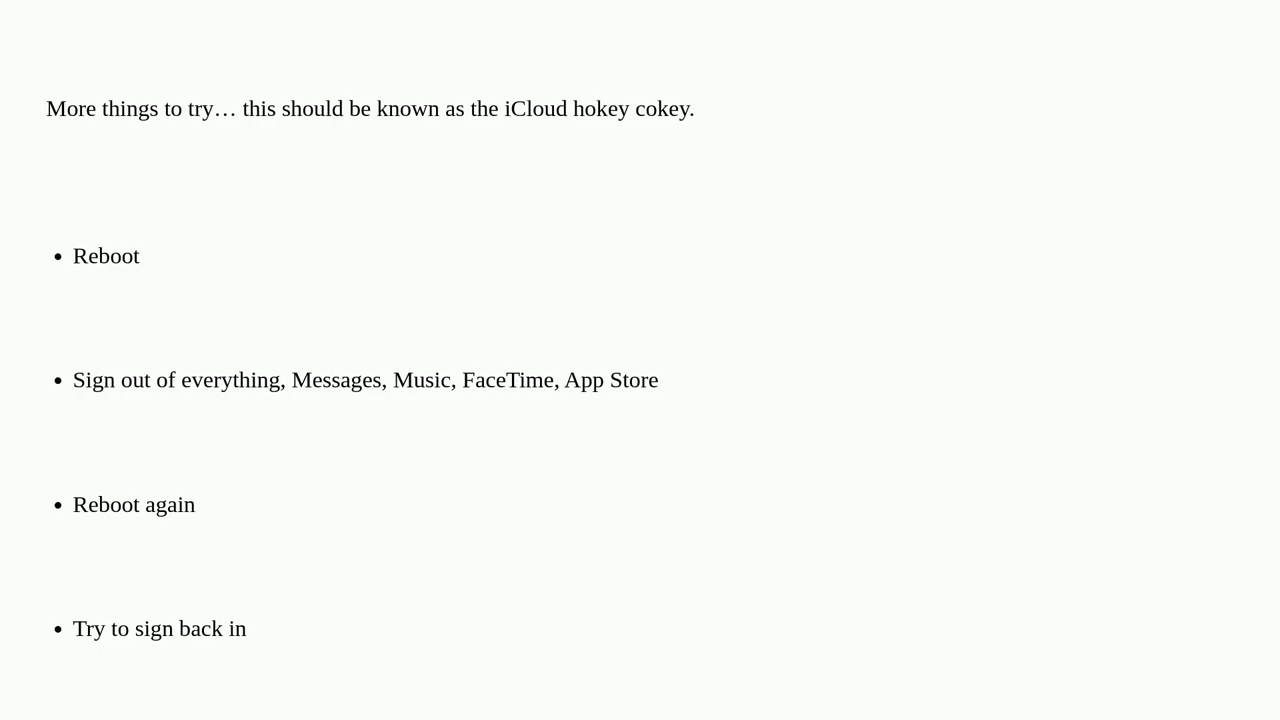 More things to try… this should be known as the iCloud hokey cokey.
• Reboot
• Sign out of everything, Messages, Music, FaceTime, App Store
• Reboot again
• Try to sign back in